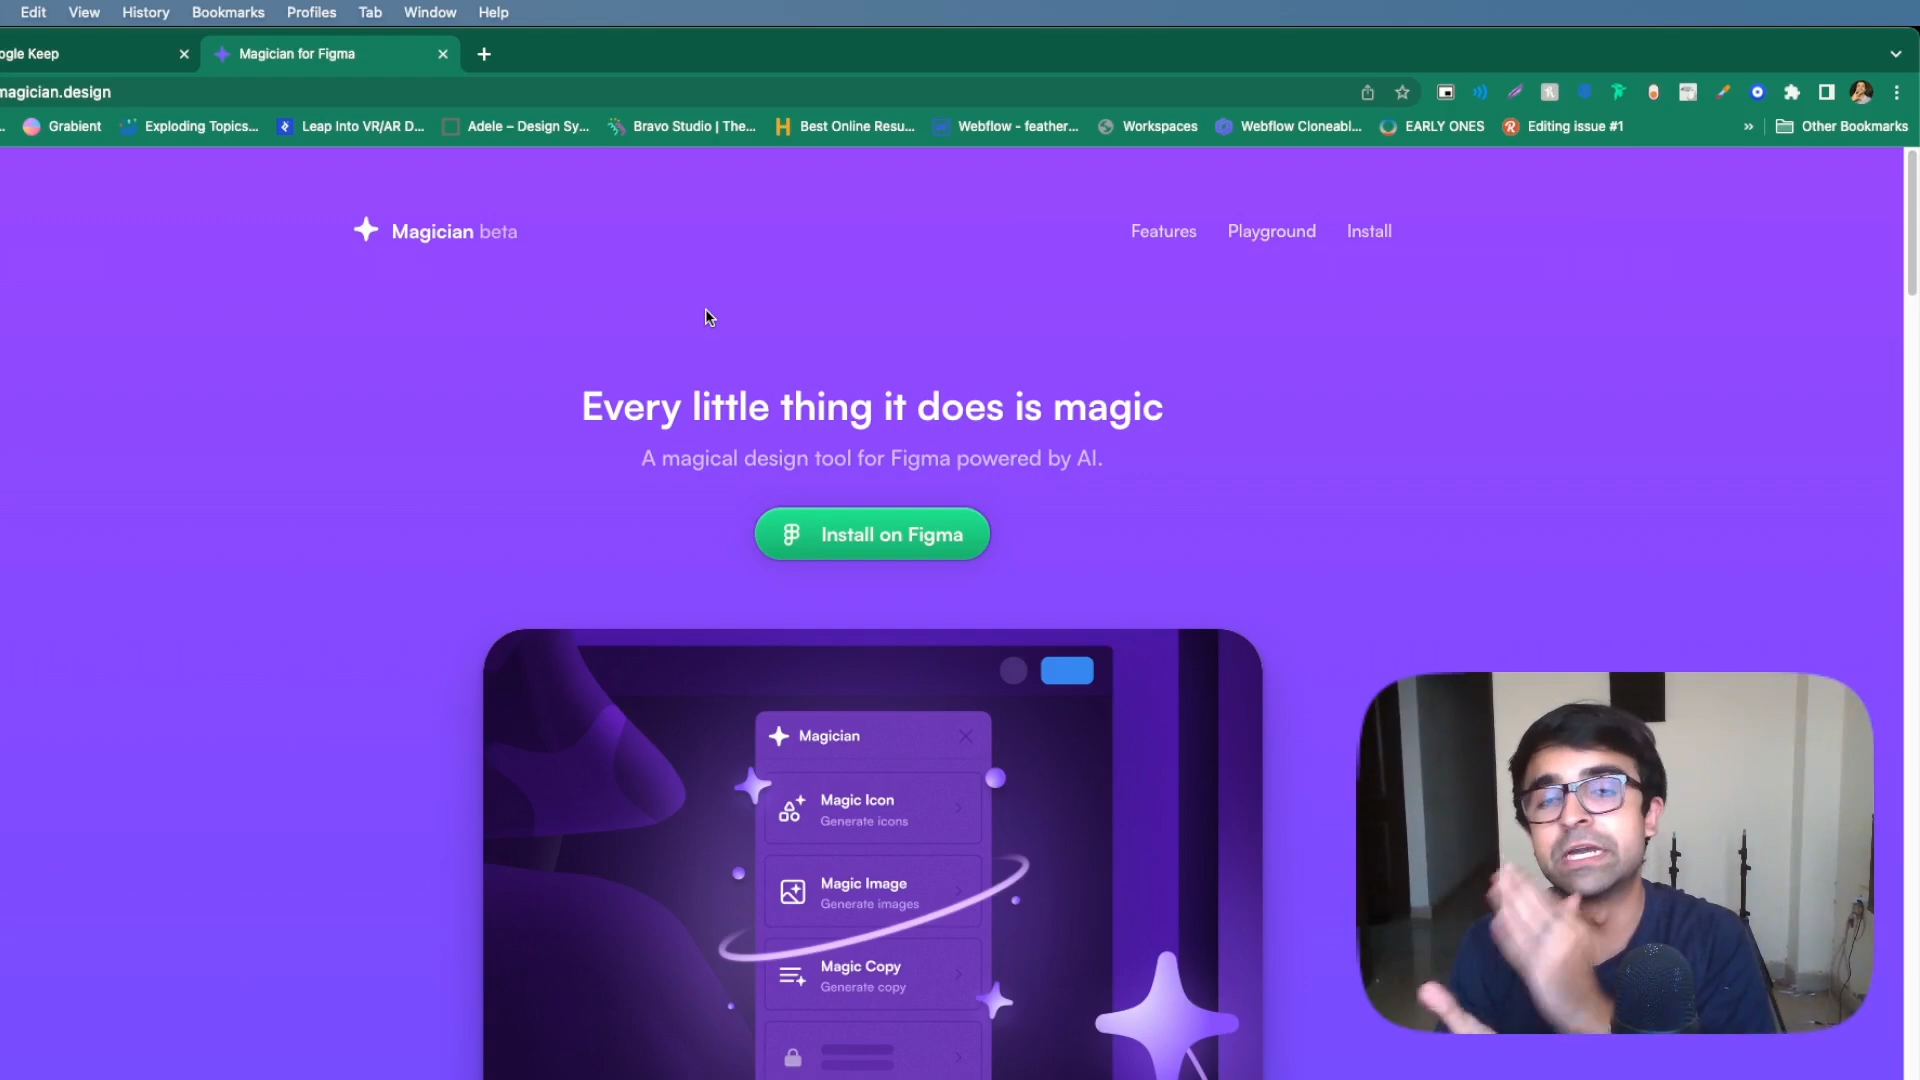 Edit View History Bookmarks Profiles Tab Window Help
ogle Keep Magician for Figma
magician.design
Grabient Exploding Topics... Leap Into VR/AR D... Adele – Design Sy... Bravo Studio | The... Best Online Resu... Webflow - feather... Workspaces Webflow Cloneabl... EARLY ONES Editing issue #1 » Other Bookmarks
Magician beta Features Playground Install
Every little thing it does is magic
A magical design tool for Figma powered by AI.
Install on Figma
Magician
Magic Icon
Generate icons
Magic Image
Generate images
Magic Copy
Generate copy